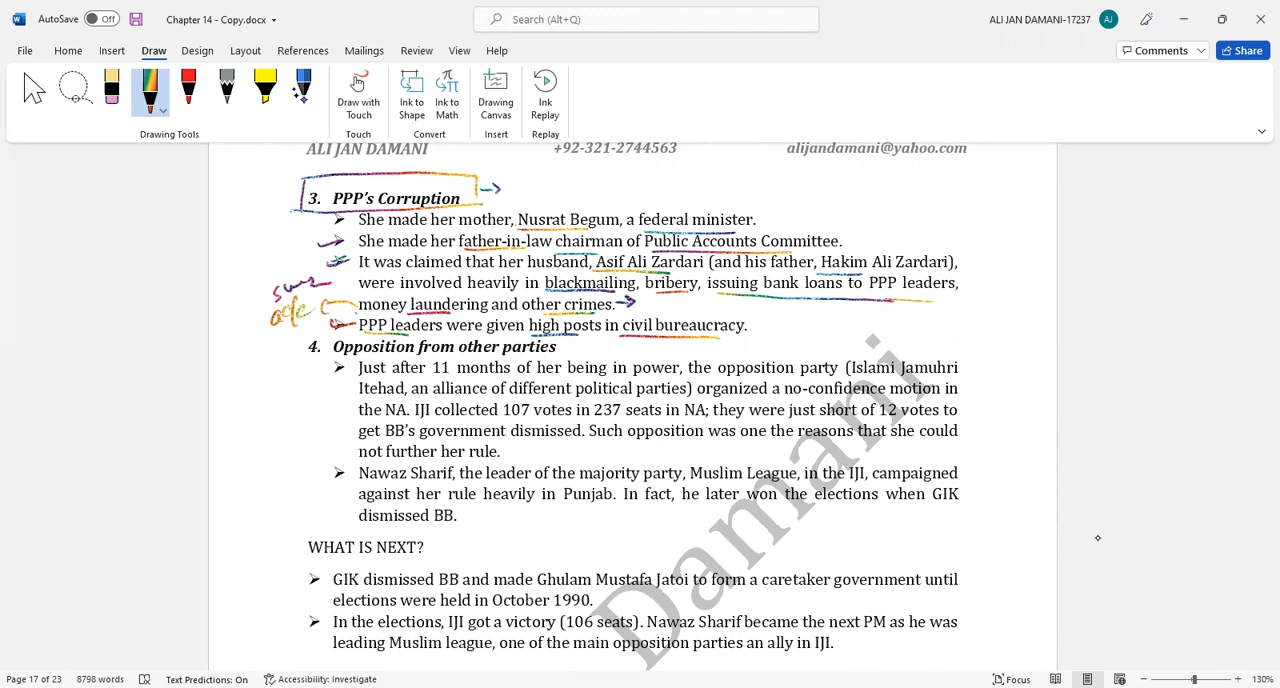 AutoSave Off Chapter 14 - Copy.docx Search (Alt+Q) ALI JAN DAMANI-17237 AJ
File Home Insert Draw Design Layout References Mailings Review View Help Comments Share
Draw with Touch Ink to Shape Ink to Math Drawing Canvas Ink Replay
Drawing Tools Touch Convert Insert Replay
ALI JAN DAMANI +92-321-2744563 alijandamani@yahoo.com
3. PPP's Corruption
She made her mother, Nusrat Begum, a federal minister.
She made her father-in-law chairman of Public Accounts Committee.
It was claimed that her husband, Asif Ali Zardari (and his father, Hakim Ali Zardari),
were involved heavily in blackmailing, bribery, issuing bank loans to PPP leaders,
money laundering and other crimes.
PPP leaders were given high posts in civil bureaucracy.
4. Opposition from other parties
Just after 11 months of her being in power, the opposition party (Islami Jamuhri
Itehad, an alliance of different political parties) organized a no-confidence motion in
the NA. IJI collected 107 votes in 237 seats in NA; they were just short of 12 votes to
get BB's government dismissed. Such opposition was one the reasons that she could
not further her rule.
Nawaz Sharif, the leader of the majority party, Muslim League, in the IJI, campaigned
against her rule heavily in Punjab. In fact, he later won the elections when GIK
dismissed BB.
WHAT IS NEXT?
GIK dismissed BB and made Ghulam Mustafa Jatoi to form a caretaker government until
elections were held in October 1990.
In the elections, IJI got a victory (106 seats). Nawaz Sharif became the next PM as he was
leading Muslim league, one of the main opposition parties an ally in IJI.
Damani
Page 17 of 23 8798 words Text Predictions: On Accessibility: Investigate Focus 130%